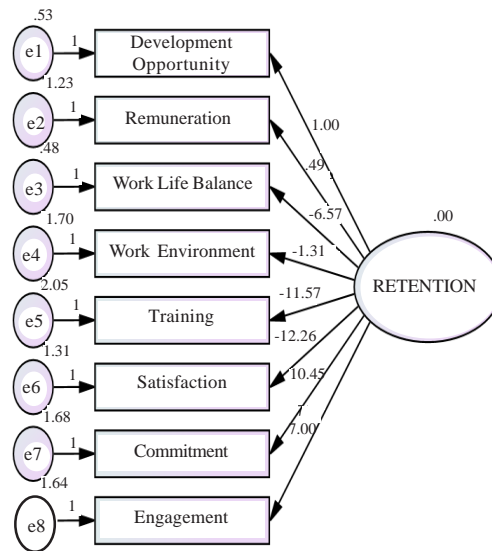 .53
e1
1
Development
Opportunity
1.23
e2
1
Remuneration
.48
e3
1
Work Life Balance
1.70
e4
1
Work Environment
2.05
e5
1
Training
1.31
e6
1
Satisfaction
1.68
e7
1
Commitment
1.64
e8
1
Engagement
1.00
.49
-6.57
-1.31
-11.57
-12.26
10.45
7.00
.00
RETENTION